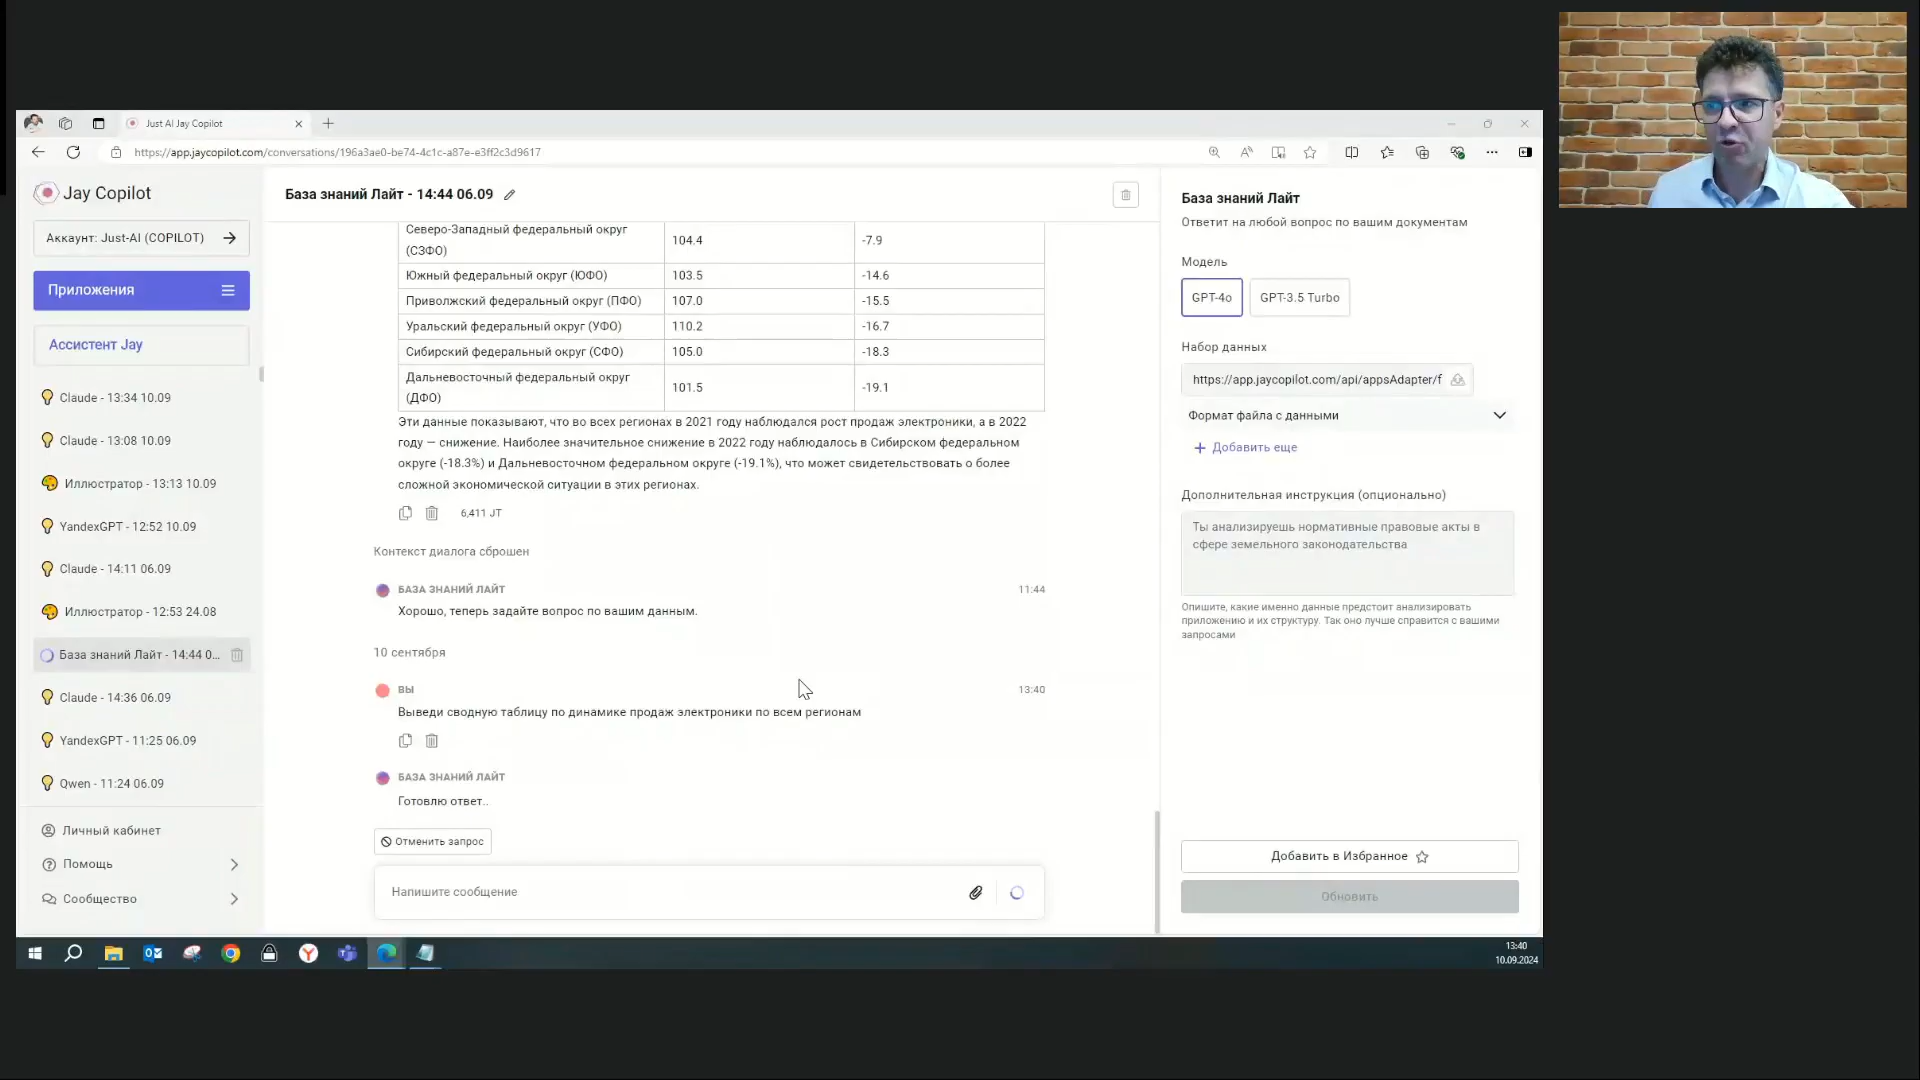 Just AI Jay Copilot
https://app.jaycopilot.com/conversations/196a3ae0-be74-4c1c-a87e-e3ff2c3d9617
Jay Copilot
Аккаунт: Just-AI (COPILOT)
Приложения
Ассистент Jay
Claude - 13:34 10.09
Claude - 13:08 10.09
Иллюстратор - 13:13 10.09
YandexGPT - 12:52 10.09
Claude - 14:11 06.09
Иллюстратор - 12:53 24.08
База знаний Лайт - 14:44 0...
Claude - 14:36 06.09
YandexGPT - 11:25 06.09
Qwen - 11:24 06.09
Личный кабинет
Помощь
Сообщество
База знаний Лайт - 14:44 06.09
Северо-Западный федеральный округ
(СЗФО) 104.4 -7.9
Южный федеральный округ (ЮФО) 103.5 -14.6
Приволжский федеральный округ (ПФО) 107.0 -15.5
Уральский федеральный округ (УФО) 110.2 -16.7
Сибирский федеральный округ (СФО) 105.0 -18.3
Дальневосточный федеральный округ
(ДФО) 101.5 -19.1
Эти данные показывают, что во всех регионах в 2021 году наблюдался рост продаж электроники, а в 2022
году — снижение. Наиболее значительное снижение в 2022 году наблюдалось в Сибирском федеральном
округе (-18.3%) и Дальневосточном федеральном округе (-19.1%), что может свидетельствовать о более
сложной экономической ситуации в этих регионах.
6,411 JT
Контекст диалога сброшен
БАЗА ЗНАНИЙ ЛАЙТ 11:44
Хорошо, теперь задайте вопрос по вашим данным.
10 сентября
ВЫ 13:40
Выведи сводную таблицу по динамике продаж электроники по всем регионам
БАЗА ЗНАНИЙ ЛАЙТ
Готовлю ответ..
Отменить запрос
Напишите сообщение
База знаний Лайт
Ответит на любой вопрос по вашим документам
Модель
GPT-4o GPT-3.5 Turbo
Набор данных
https://app.jaycopilot.com/api/appsAdapter/f
Формат файла с данными
Добавить еще
Дополнительная инструкция (опционально)
Ты анализируешь нормативные правовые акты в
сфере земельного законодательства
Опишите, какие именно данные предстоит анализировать
приложению и их структуру. Так оно лучше справится с вашими
запросами
Добавить в Избранное
Обновить
13:40
10.09.2024